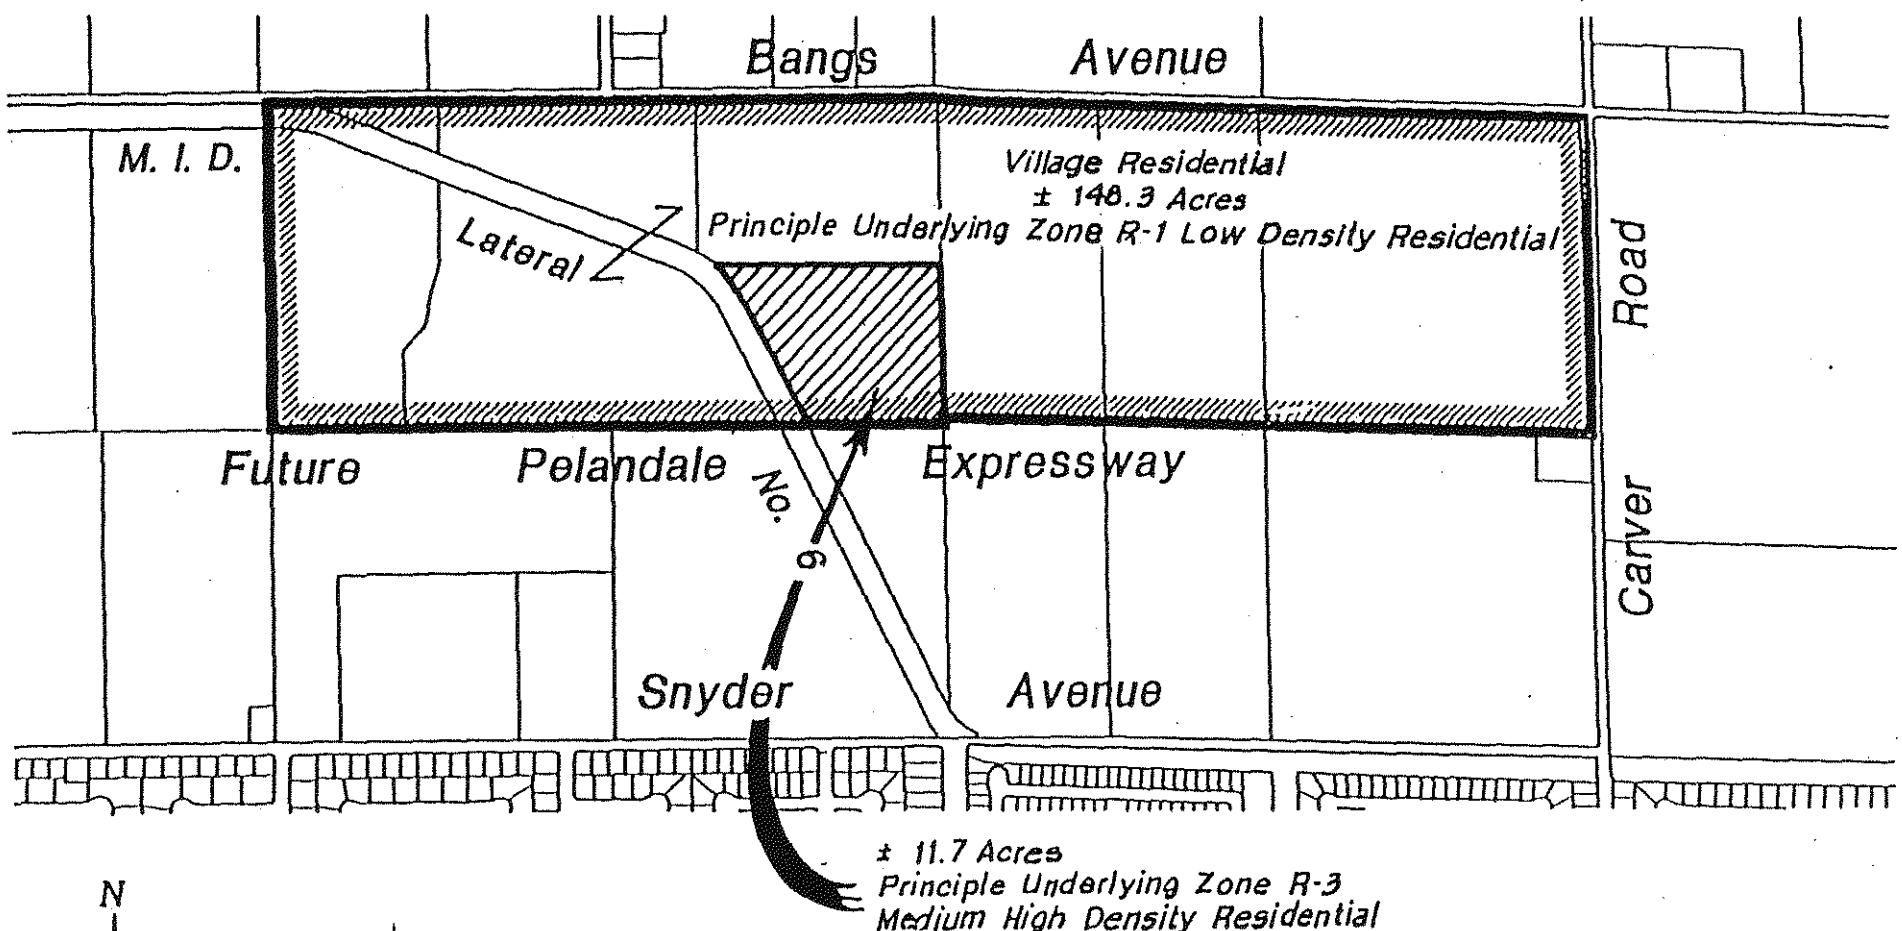 Bangs Avenue
M. I. D.
Village Residential
± 148.3 Acres
Principle Underlying Zone R-1 Low Density Residential
Lateral
Road
Future Pelandale Expressway
No.
6
Carver
Snyder Avenue
± 11.7 Acres
Principle Underlying Zone R-3
Medium High Density Residential
N